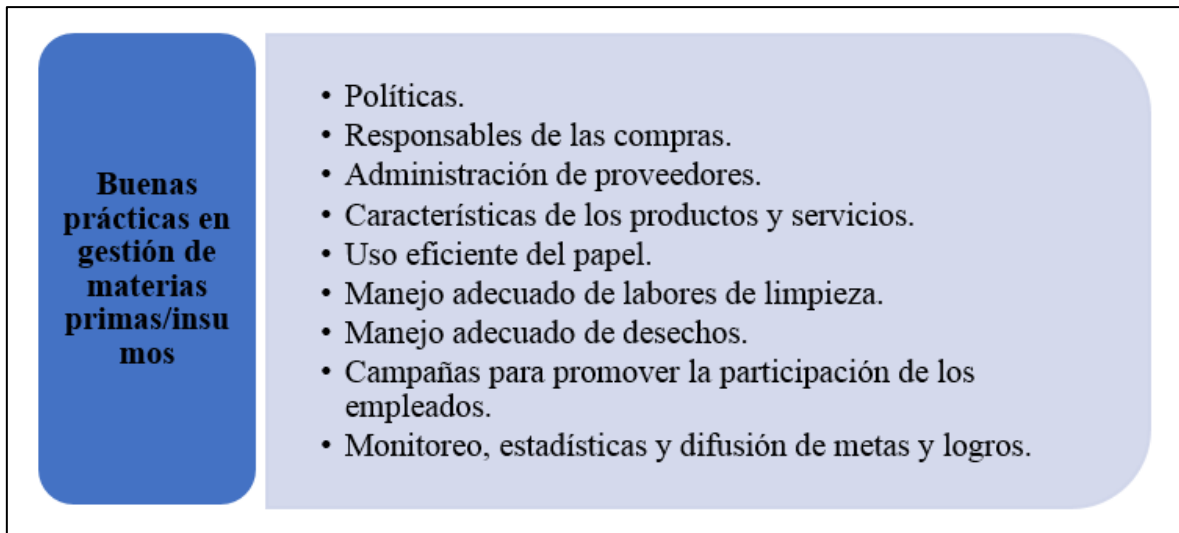 Buenas
prácticas en
gestión de
materias
primas/insu
mos
• Políticas.
• Responsables de las compras.
• Administración de proveedores.
• Características de los productos y servicios.
• Uso eficiente del papel.
• Manejo adecuado de labores de limpieza.
• Manejo adecuado de desechos.
• Campañas para promover la participación de los
empleados.
• Monitoreo, estadísticas y difusión de metas y logros.